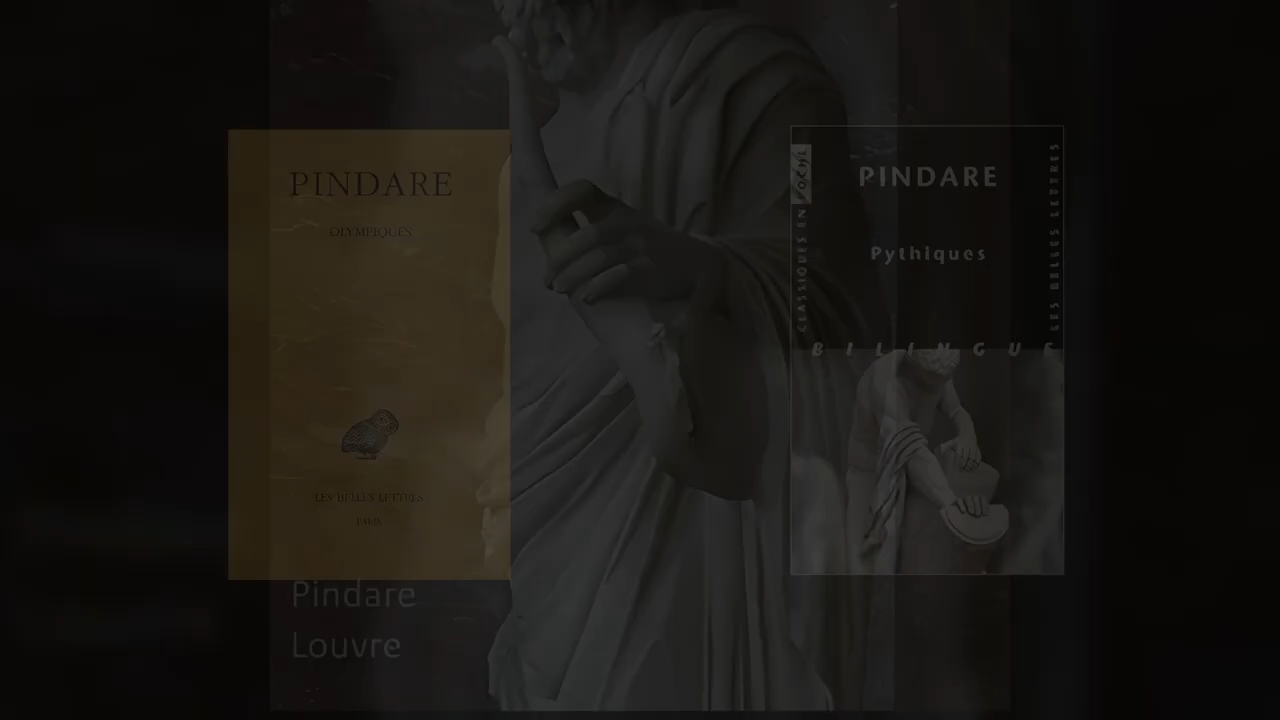 PINDARE
OLYMPIQUES
LES BELLES LETTRES
PARIS
PINDARE
Pythiques
CLASSIQUES EN POCHE
LES BELLES LETTRES
BILINGUE
Pindare
Louvre